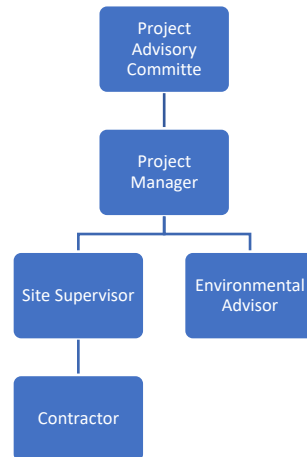 Project
Advisory
Committe
Project
Manager
Site Supervisor
Environmental
Advisor
Contractor